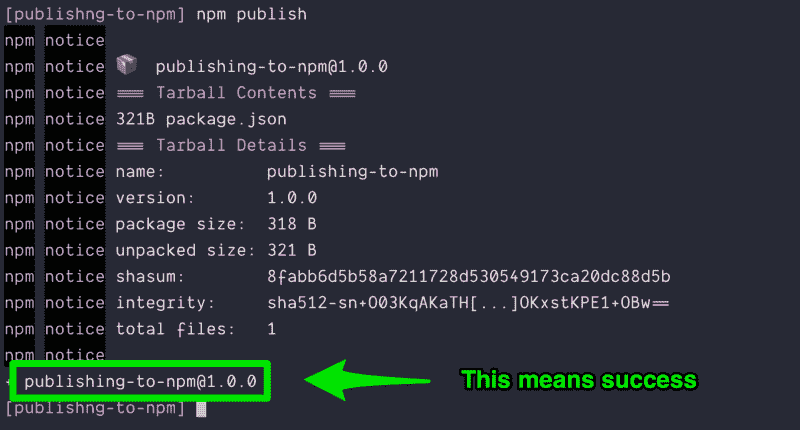 [publishng-to-npm] npm publish
npm notice
npm notice 📦 publishing-to-npm@1.0.0
npm notice === Tarball Contents ===
npm notice 321B package.json
npm notice === Tarball Details ===
npm notice name: publishing-to-npm
npm notice version: 1.0.0
npm notice package size: 318 B
npm notice unpacked size: 321 B
npm notice shasum: 8fabb6d5b58a7211728d530549173ca20dc88d5b
npm notice integrity: sha512-sn+O03KqAKaTH[...]OKxstKPE1+OBw==
npm notice total files: 1
npm notice
+ publishing-to-npm@1.0.0 This means success
[publishng-to-npm]